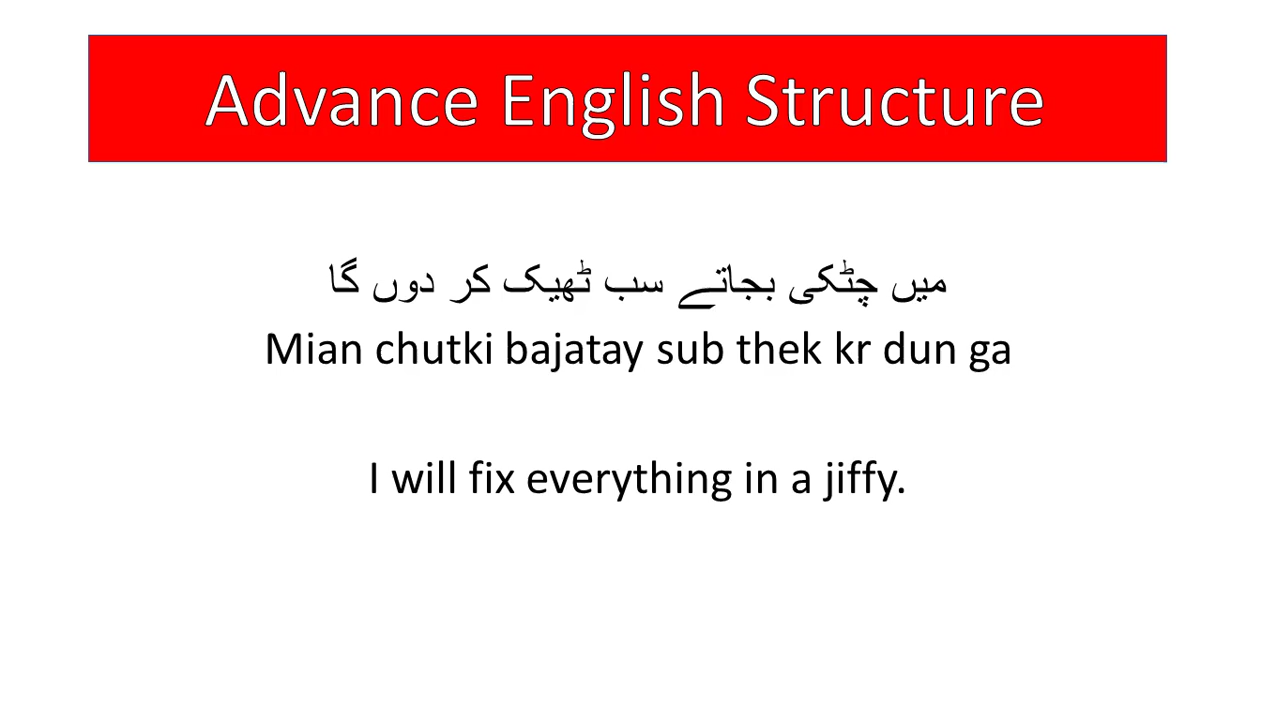 Advance English Structure
میں چٹکی بجاتے سب ٹھیک کر دوں گا
Mian chutki bajatay sub thek kr dun ga
I will fix everything in a jiffy.